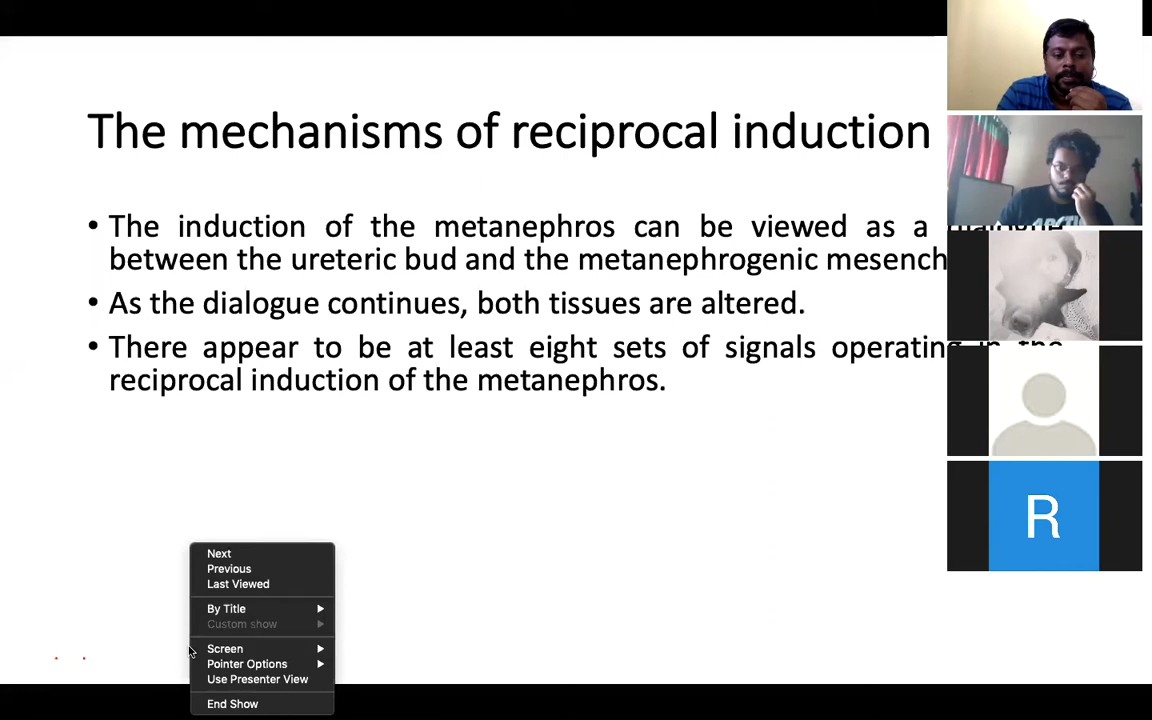 The mechanisms of reciprocal induction
• The induction of the metanephros can be viewed as a dialogue
between the ureteric bud and the metanephrogenic mesench
• As the dialogue continues, both tissues are altered.
• There appear to be at least eight sets of signals operating in the
reciprocal induction of the metanephros.
Next
Previous
Last Viewed
By Title
Custom show
Screen
Pointer Options
Use Presenter View
End Show
ARCTIC
R